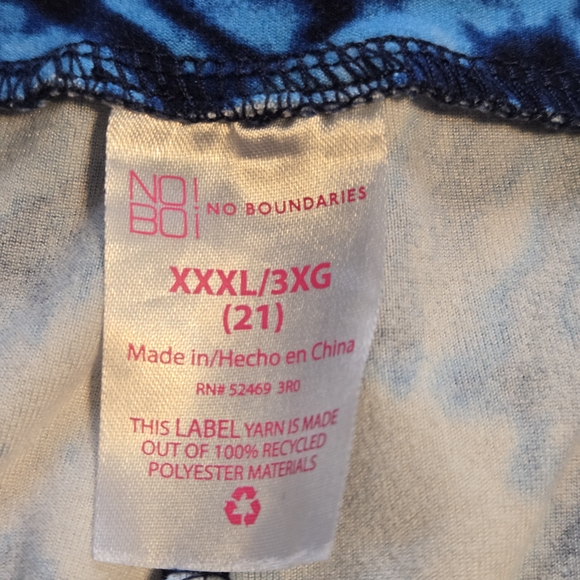 NO
BO
NO BOUNDARIES
XXXL/3XG
(21)
Made in/Hecho en China
RN# 52469 3R0
THIS LABEL YARN IS MADE
OUT OF 100% RECYCLED
POLYESTER MATERIALS